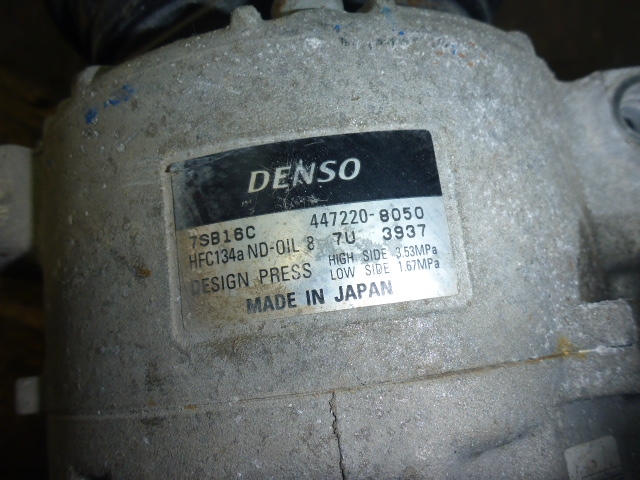 DENSO
7SB16C 447220-8050
HFC134a ND-OIL 8 7U 3937
DESIGN PRESS HIGH SIDE 3.53MPa
LOW SIDE 1.67MPa
MADE IN JAPAN